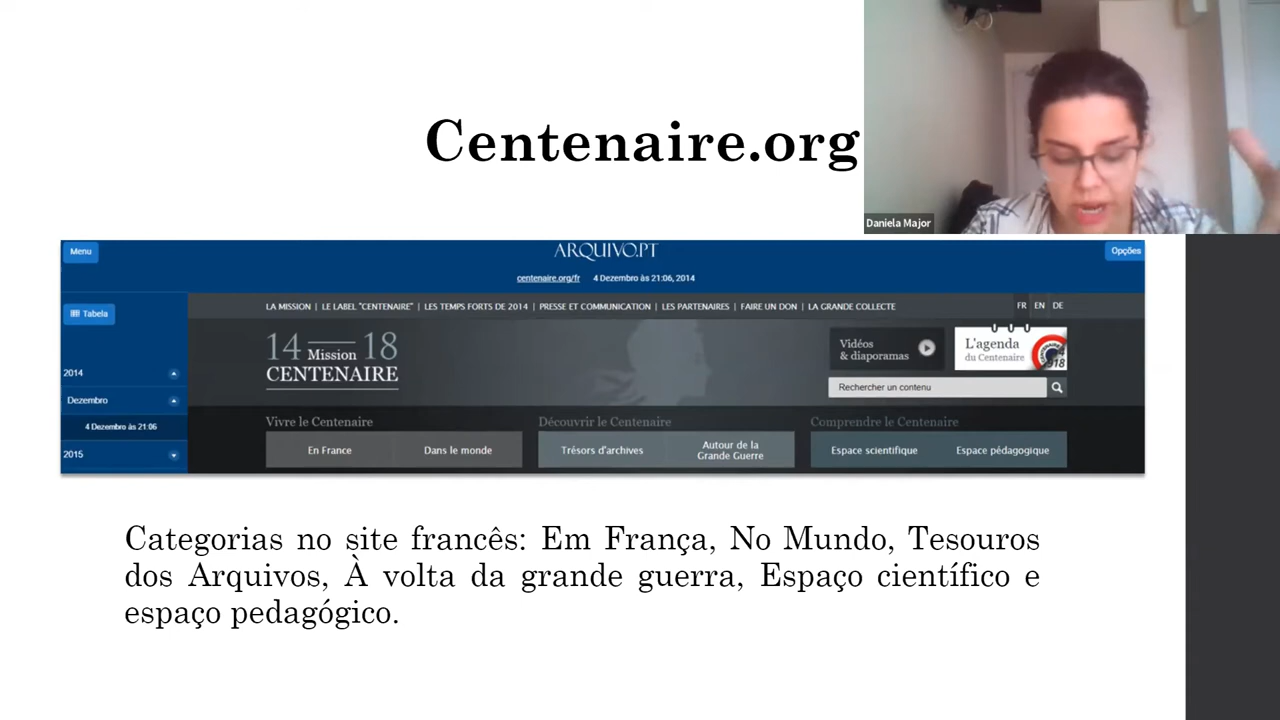 Centenaire.org
Daniela Major
Menu
ARQUIVO.PT
Opções
centenaire.org/fr 4 Dezembro às 21:06, 2014
Tabela
LA MISSION | LE LABEL "CENTENAIRE" | LES TEMPS FORTS DE 2014 | PRESSE ET COMMUNICATION | LES PARTENAIRES | FAIRE UN DON | LA GRANDE COLLECTE
FR EN DE
14 18
Mission
CENTENAIRE
Vidéos
& diaporamas
L'agenda
du Centenaire
Rechercher un contenu
2014
Dezembro
4 Dezembro às 21:06
2015
Vivre le Centenaire
En France Dans le monde
Découvrir le Centenaire
Trésors d'archives
Autour de la
Grande Guerre
Comprendre le Centenaire
Espace scientifique Espace pédagogique
Categorias no site francês: Em França, No Mundo, Tesouros
dos Arquivos, À volta da grande guerra, Espaço científico e
espaço pedagógico.